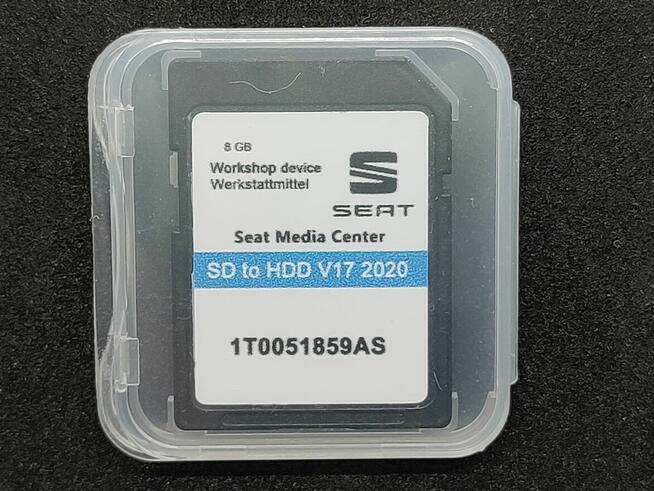 8 GB
Workshop device
Werkstattmittel
SEAT
Seat Media Center
SD to HDD V17 2020
1T0051859AS